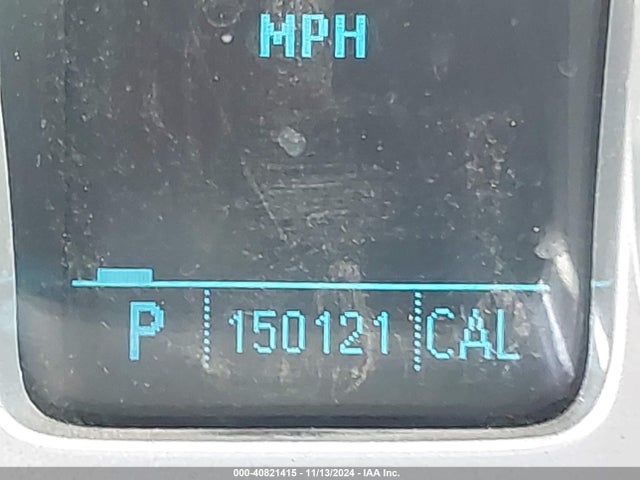 MPH
P 150121 CAL
000-40821415 - 11/13/2024 - IAA Inc.